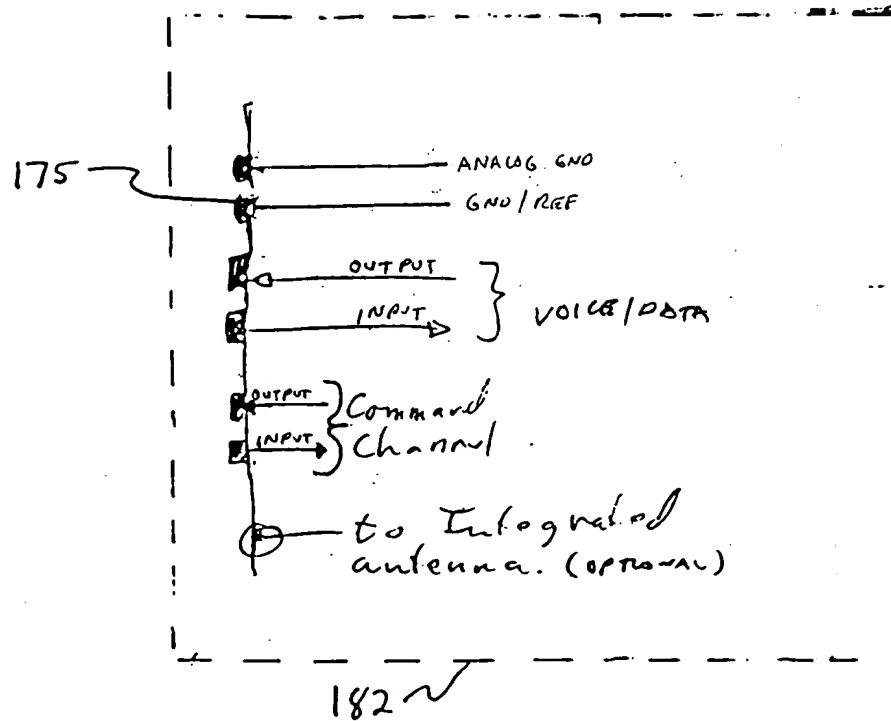 175
ANALOG GND
GND/REF
OUTPUT
INPUT
VOICE/DATA
OUTPUT
INPUT
Command
Channel
to Integrated
antenna. (OPTIONAL)
182